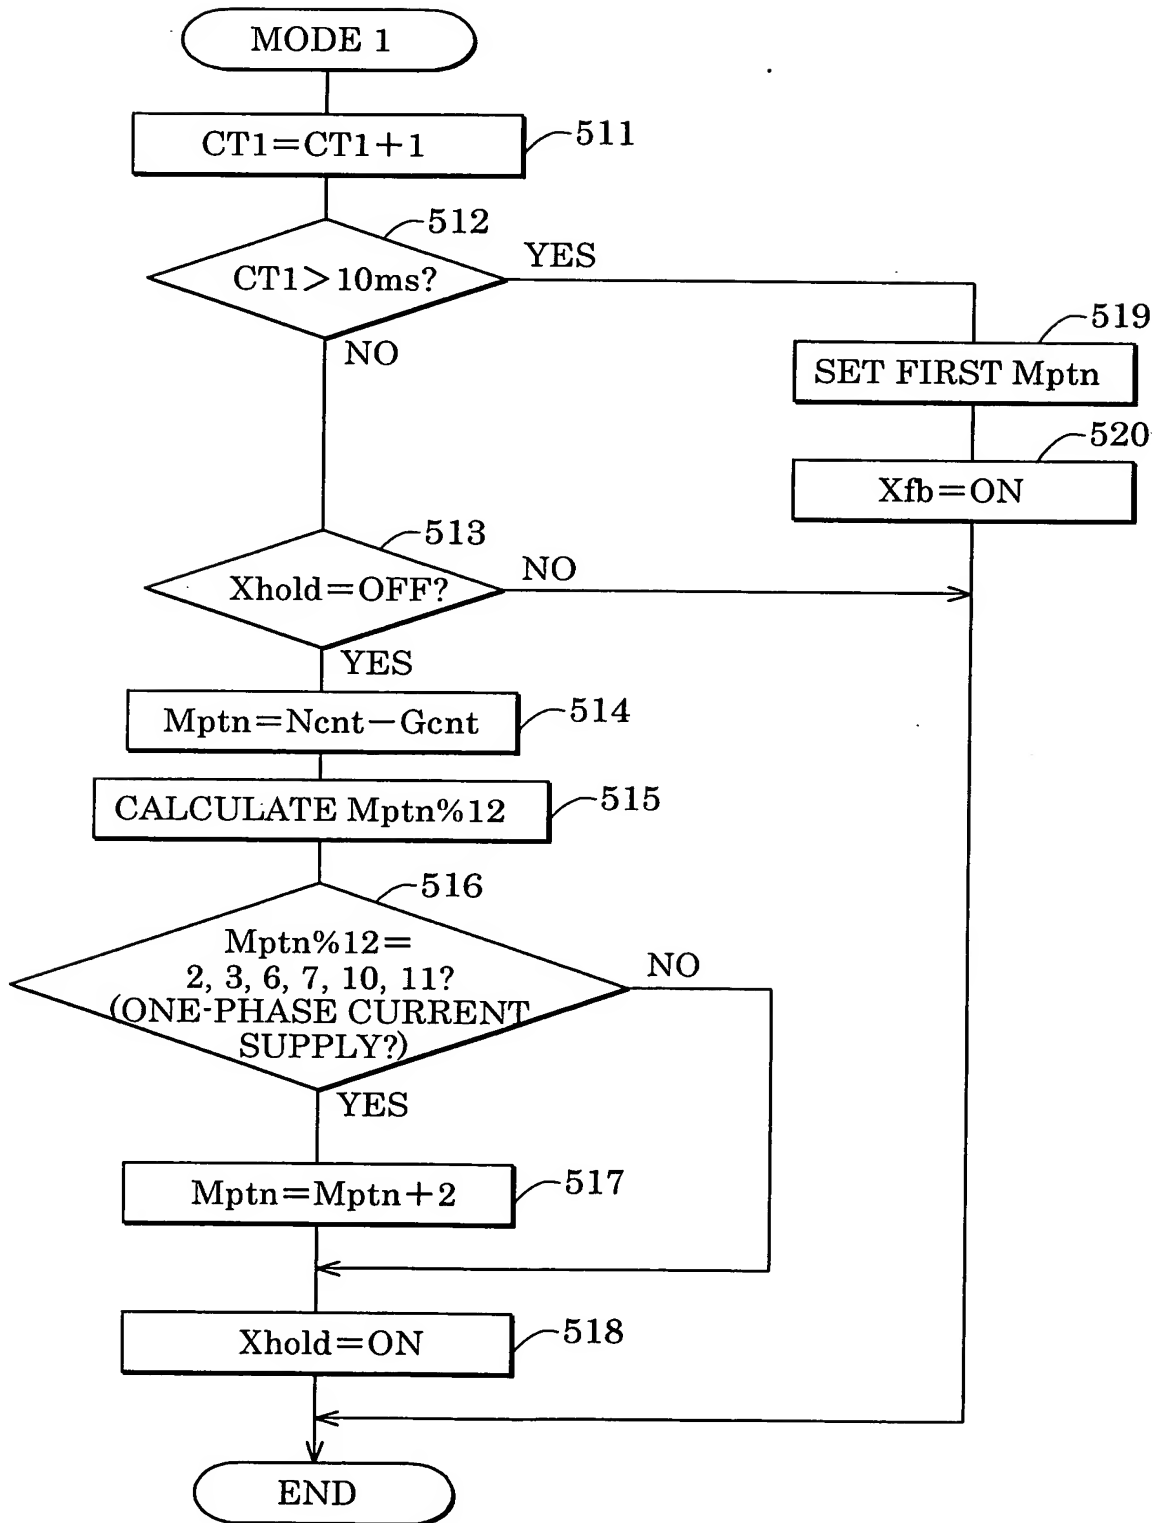 MODE 1
CT1=CT1+1
511
512
CT1>10ms?
YES
NO
519
SET FIRST Mptn
520
Xfb=ON
513
Xhold=OFF?
NO
YES
Mptn=Ncnt−Gcnt
514
CALCULATE Mptn%12
515
516
Mptn%12=
2, 3, 6, 7, 10, 11?
(ONE-PHASE CURRENT
SUPPLY?)
NO
YES
Mptn=Mptn+2
517
Xhold=ON
518
END